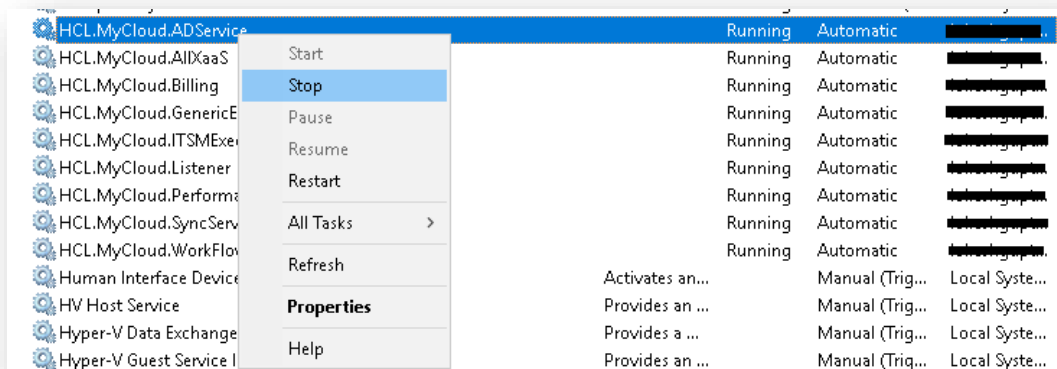 HCL.MyCloud.ADService Running Automatic
HCL.MyCloud.AllXaaS Start Running Automatic
HCL.MyCloud.Billing Stop Running Automatic
HCL.MyCloud.GenericE Pause Running Automatic
HCL.MyCloud.ITSMExe Resume Running Automatic
HCL.MyCloud.Listener Restart Running Automatic
HCL.MyCloud.Performa Running Automatic
HCL.MyCloud.SyncServ All Tasks Running Automatic
HCL.MyCloud.WorkFlo Running Automatic
Human Interface Device Refresh Activates an... Manual (Trig... Local Syste...
HV Host Service Properties Provides an ... Manual (Trig... Local Syste...
Hyper-V Data Exchange Provides a ... Manual (Trig... Local Syste...
Hyper-V Guest Service I Help Provides an ... Manual (Trig... Local Syste...